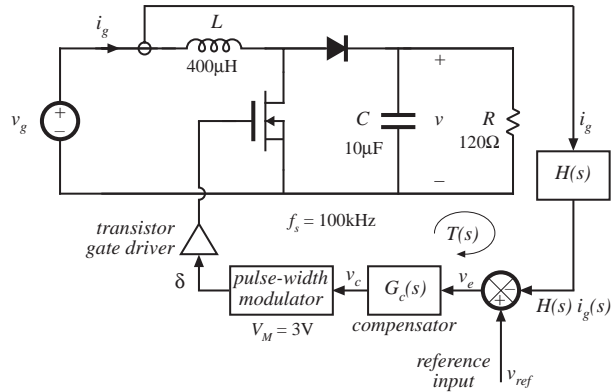 i_g
L
400μH
v_g
+
–
C
10μF
+
v
–
R
120Ω
i_g
H(s)
f_s = 100kHz
transistor
gate driver
T(s)
δ
pulse-width
modulator
V_M = 3V
v_c
G_c(s)
compensator
v_e
–
+
H(s) i_g(s)
reference
input
v_ref